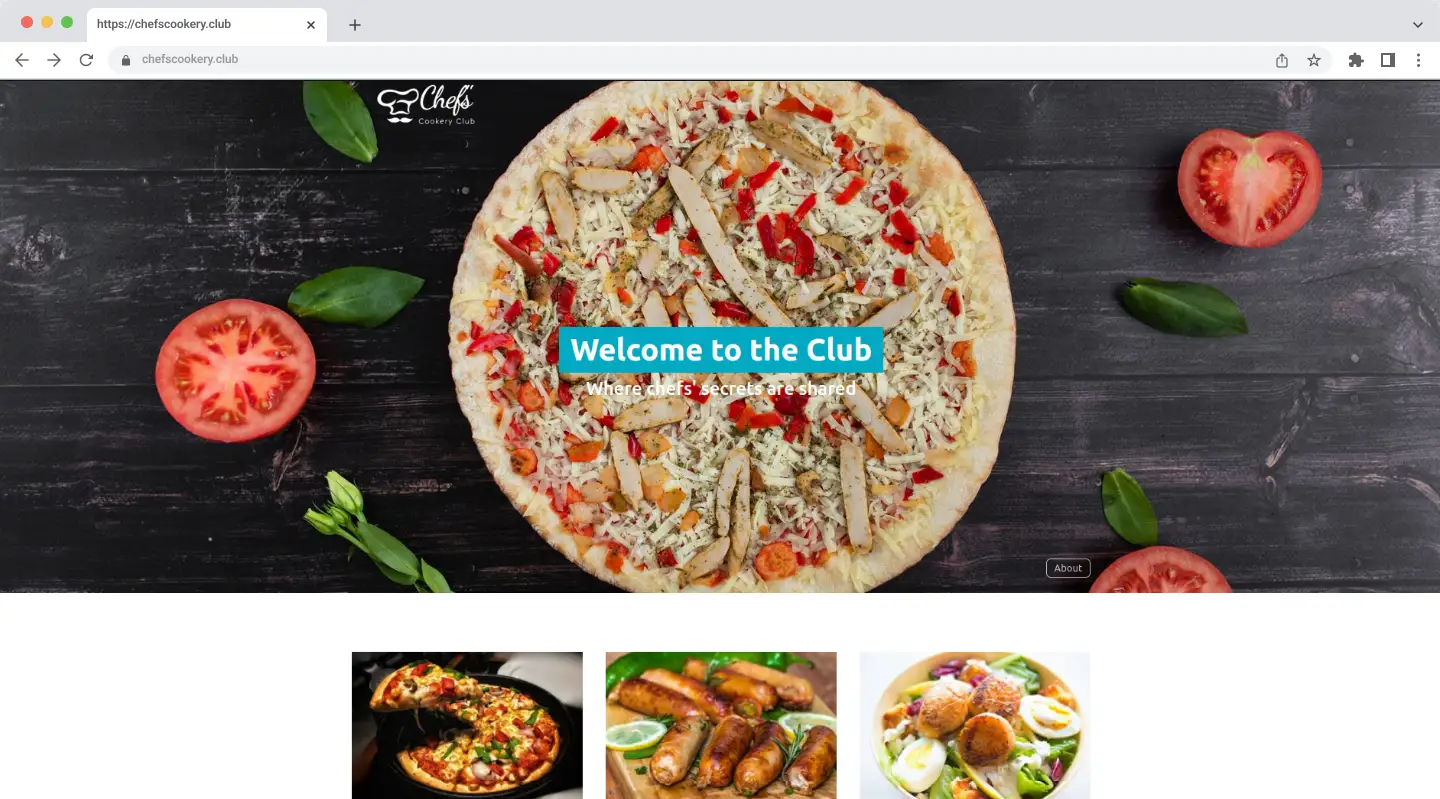 https://chefscookery.club
chefscookery.club
Chefs'
Cookery Club
Welcome to the Club
Where chefs' secrets are shared
About